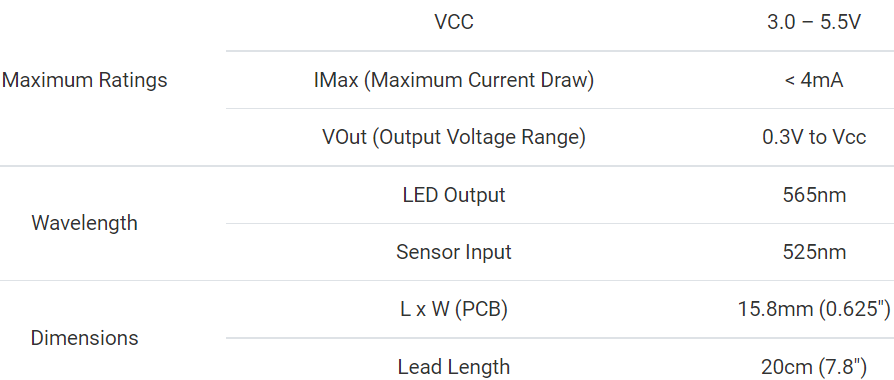 VCC 3.0 – 5.5V
Maximum Ratings IMax (Maximum Current Draw) < 4mA
VOut (Output Voltage Range) 0.3V to Vcc
LED Output 565nm
Wavelength
Sensor Input 525nm
L x W (PCB) 15.8mm (0.625")
Dimensions
Lead Length 20cm (7.8")